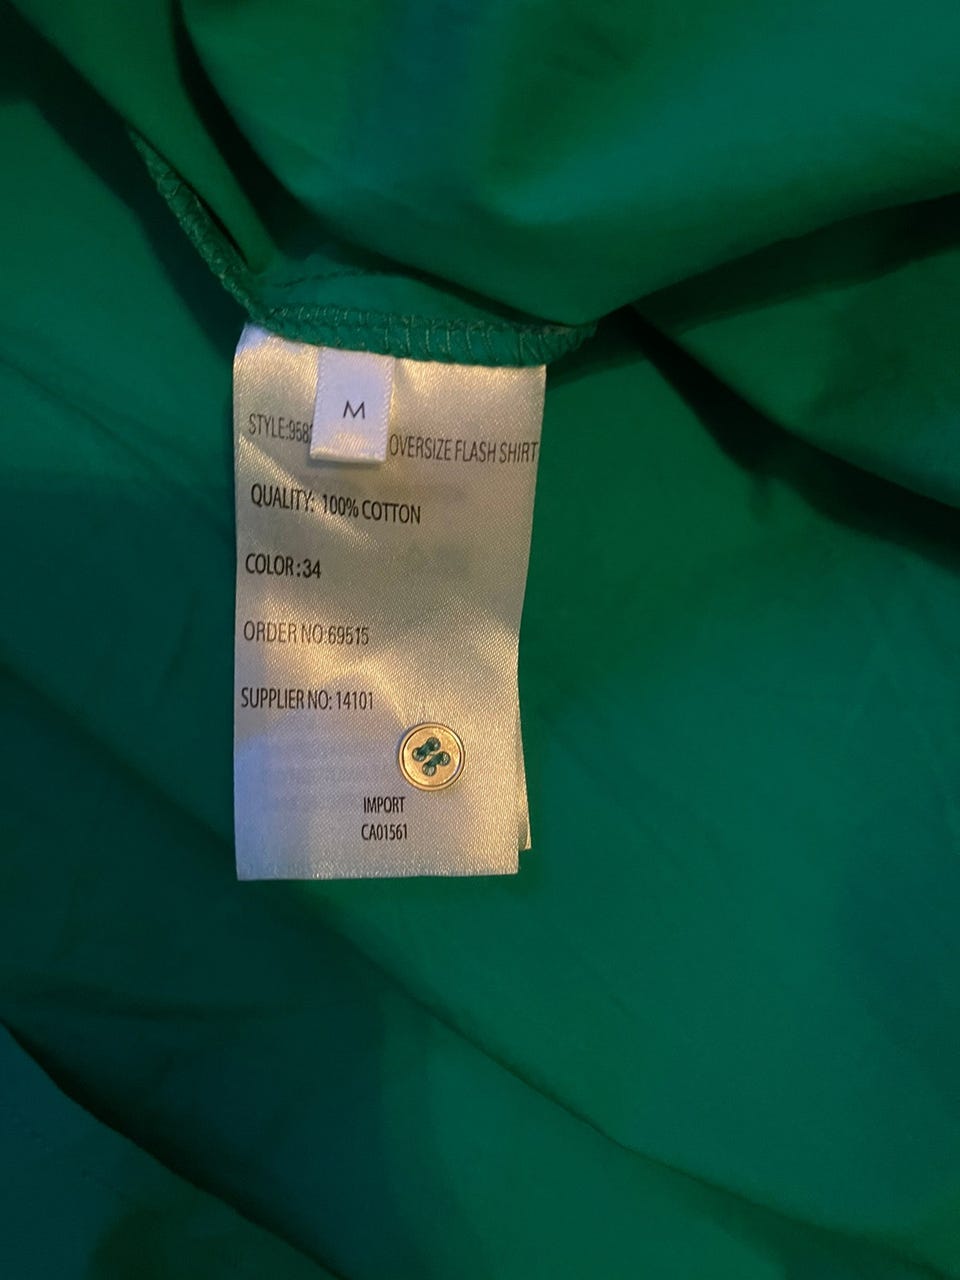 M
STYLE:958 OVERSIZE FLASH SHIRT
QUALITY: 100% COTTON
COLOR:34
ORDER NO:69515
SUPPLIER NO: 14101
IMPORT
CA01561